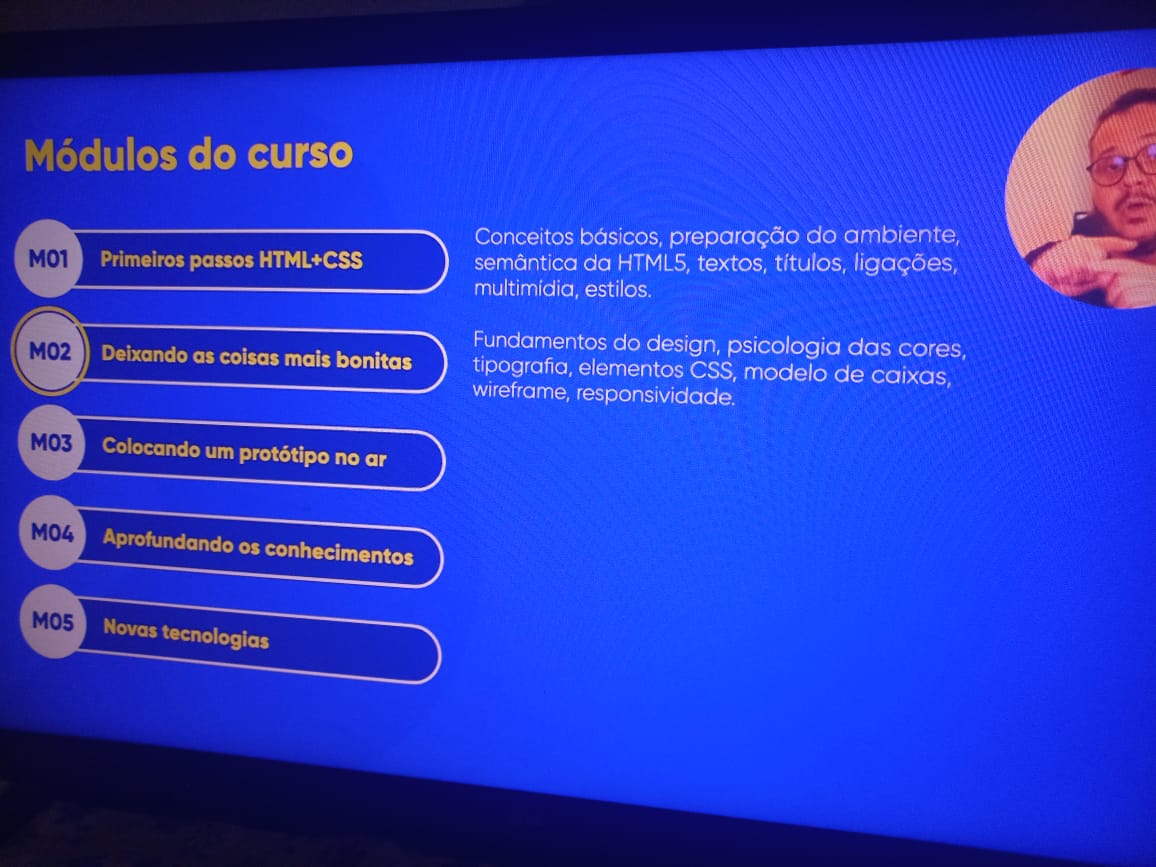 Módulos do curso
M01 Primeiros passos HTML+CSS
Conceitos básicos, preparação do ambiente,
semântica da HTML5, textos, títulos, ligações,
multimídia, estilos.
M02 Deixando as coisas mais bonitas
Fundamentos do design, psicologia das cores,
tipografia, elementos CSS, modelo de caixas,
wireframe, responsividade.
M03 Colocando um protótipo no ar
M04 Aprofundando os conhecimentos
M05 Novas tecnologias